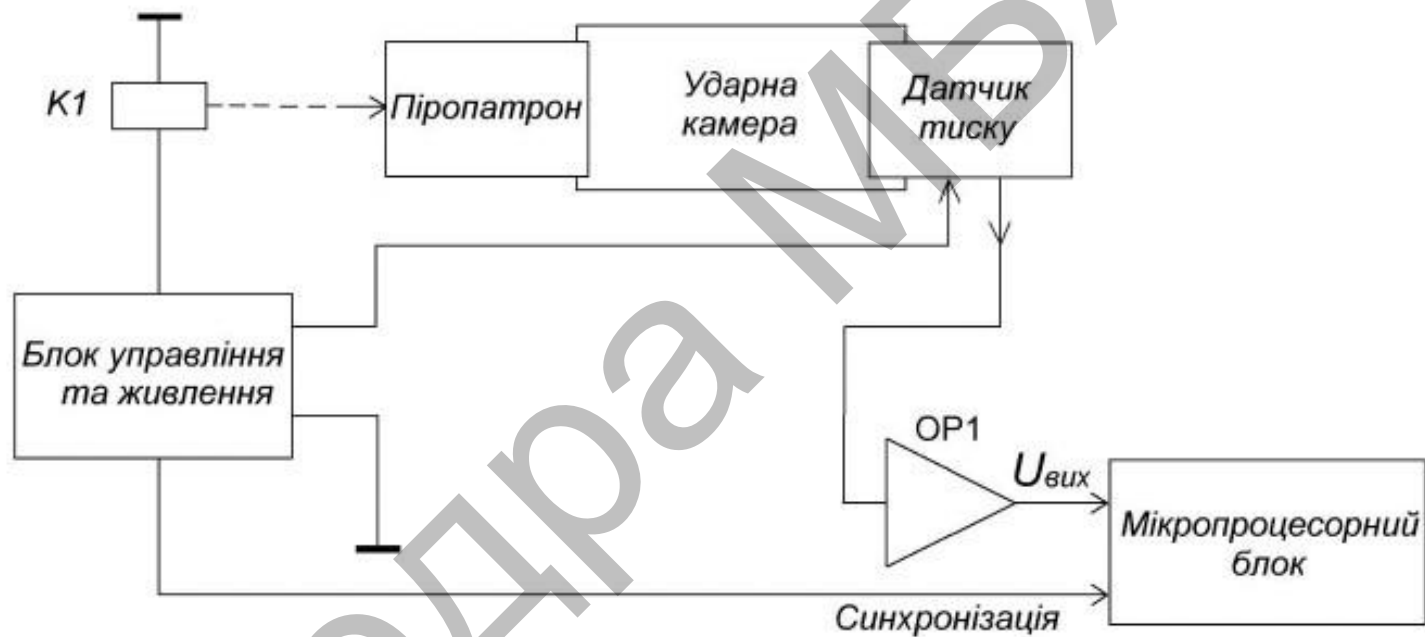 K1
Піропатрон
Ударна
камера
Датчик
тиску
Блок управління
та живлення
OP1
Uвих
Мікропроцесорний
блок
Синхронізація